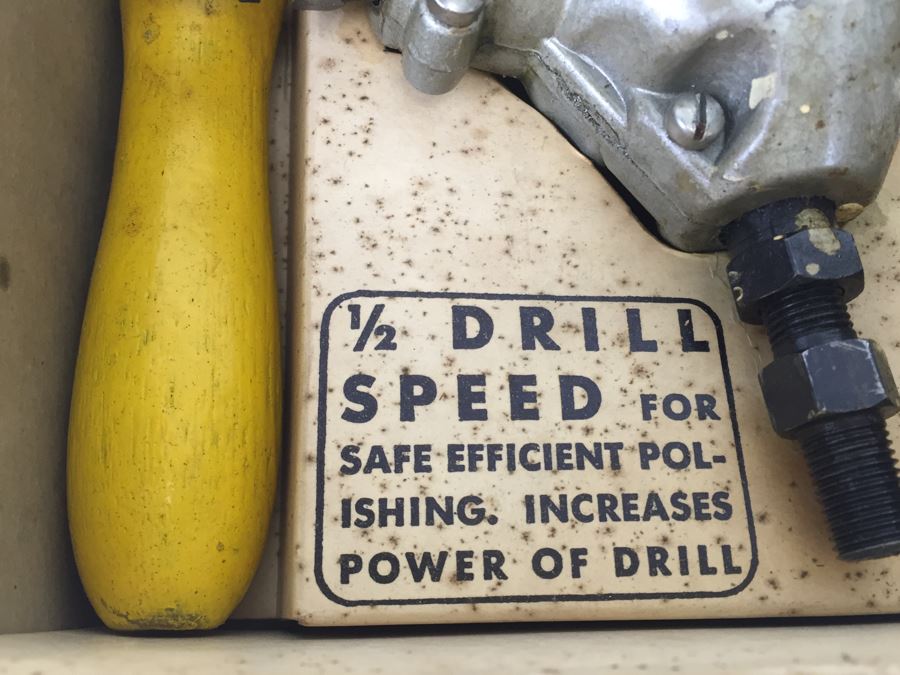 ½ DRILL
SPEED FOR
SAFE EFFICIENT POL-
ISHING. INCREASES
POWER OF DRILL